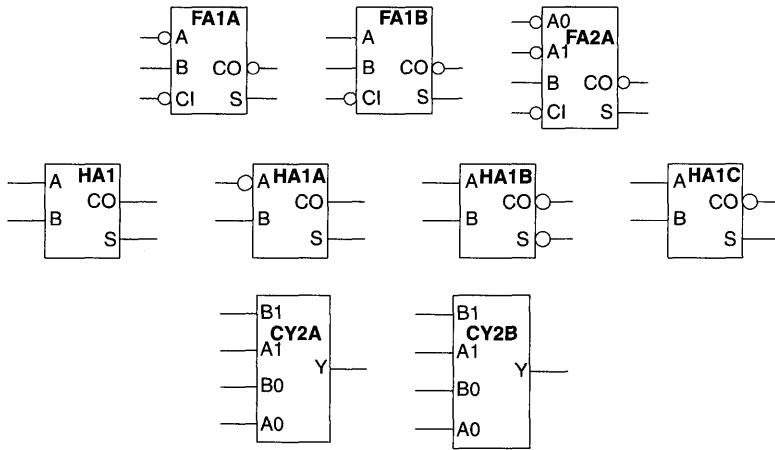 FA1A
A
B CO
CI S
FA1B
A
B CO
CI S
A0
FA2A
A1
B CO
CI S
HA1
A
CO
B
S
A HA1A
CO
B
S
A HA1B
CO
B
S
A HA1C
CO
B
S
B1
CY2A
A1
Y
B0
A0
B1
CY2B
A1
Y
B0
A0